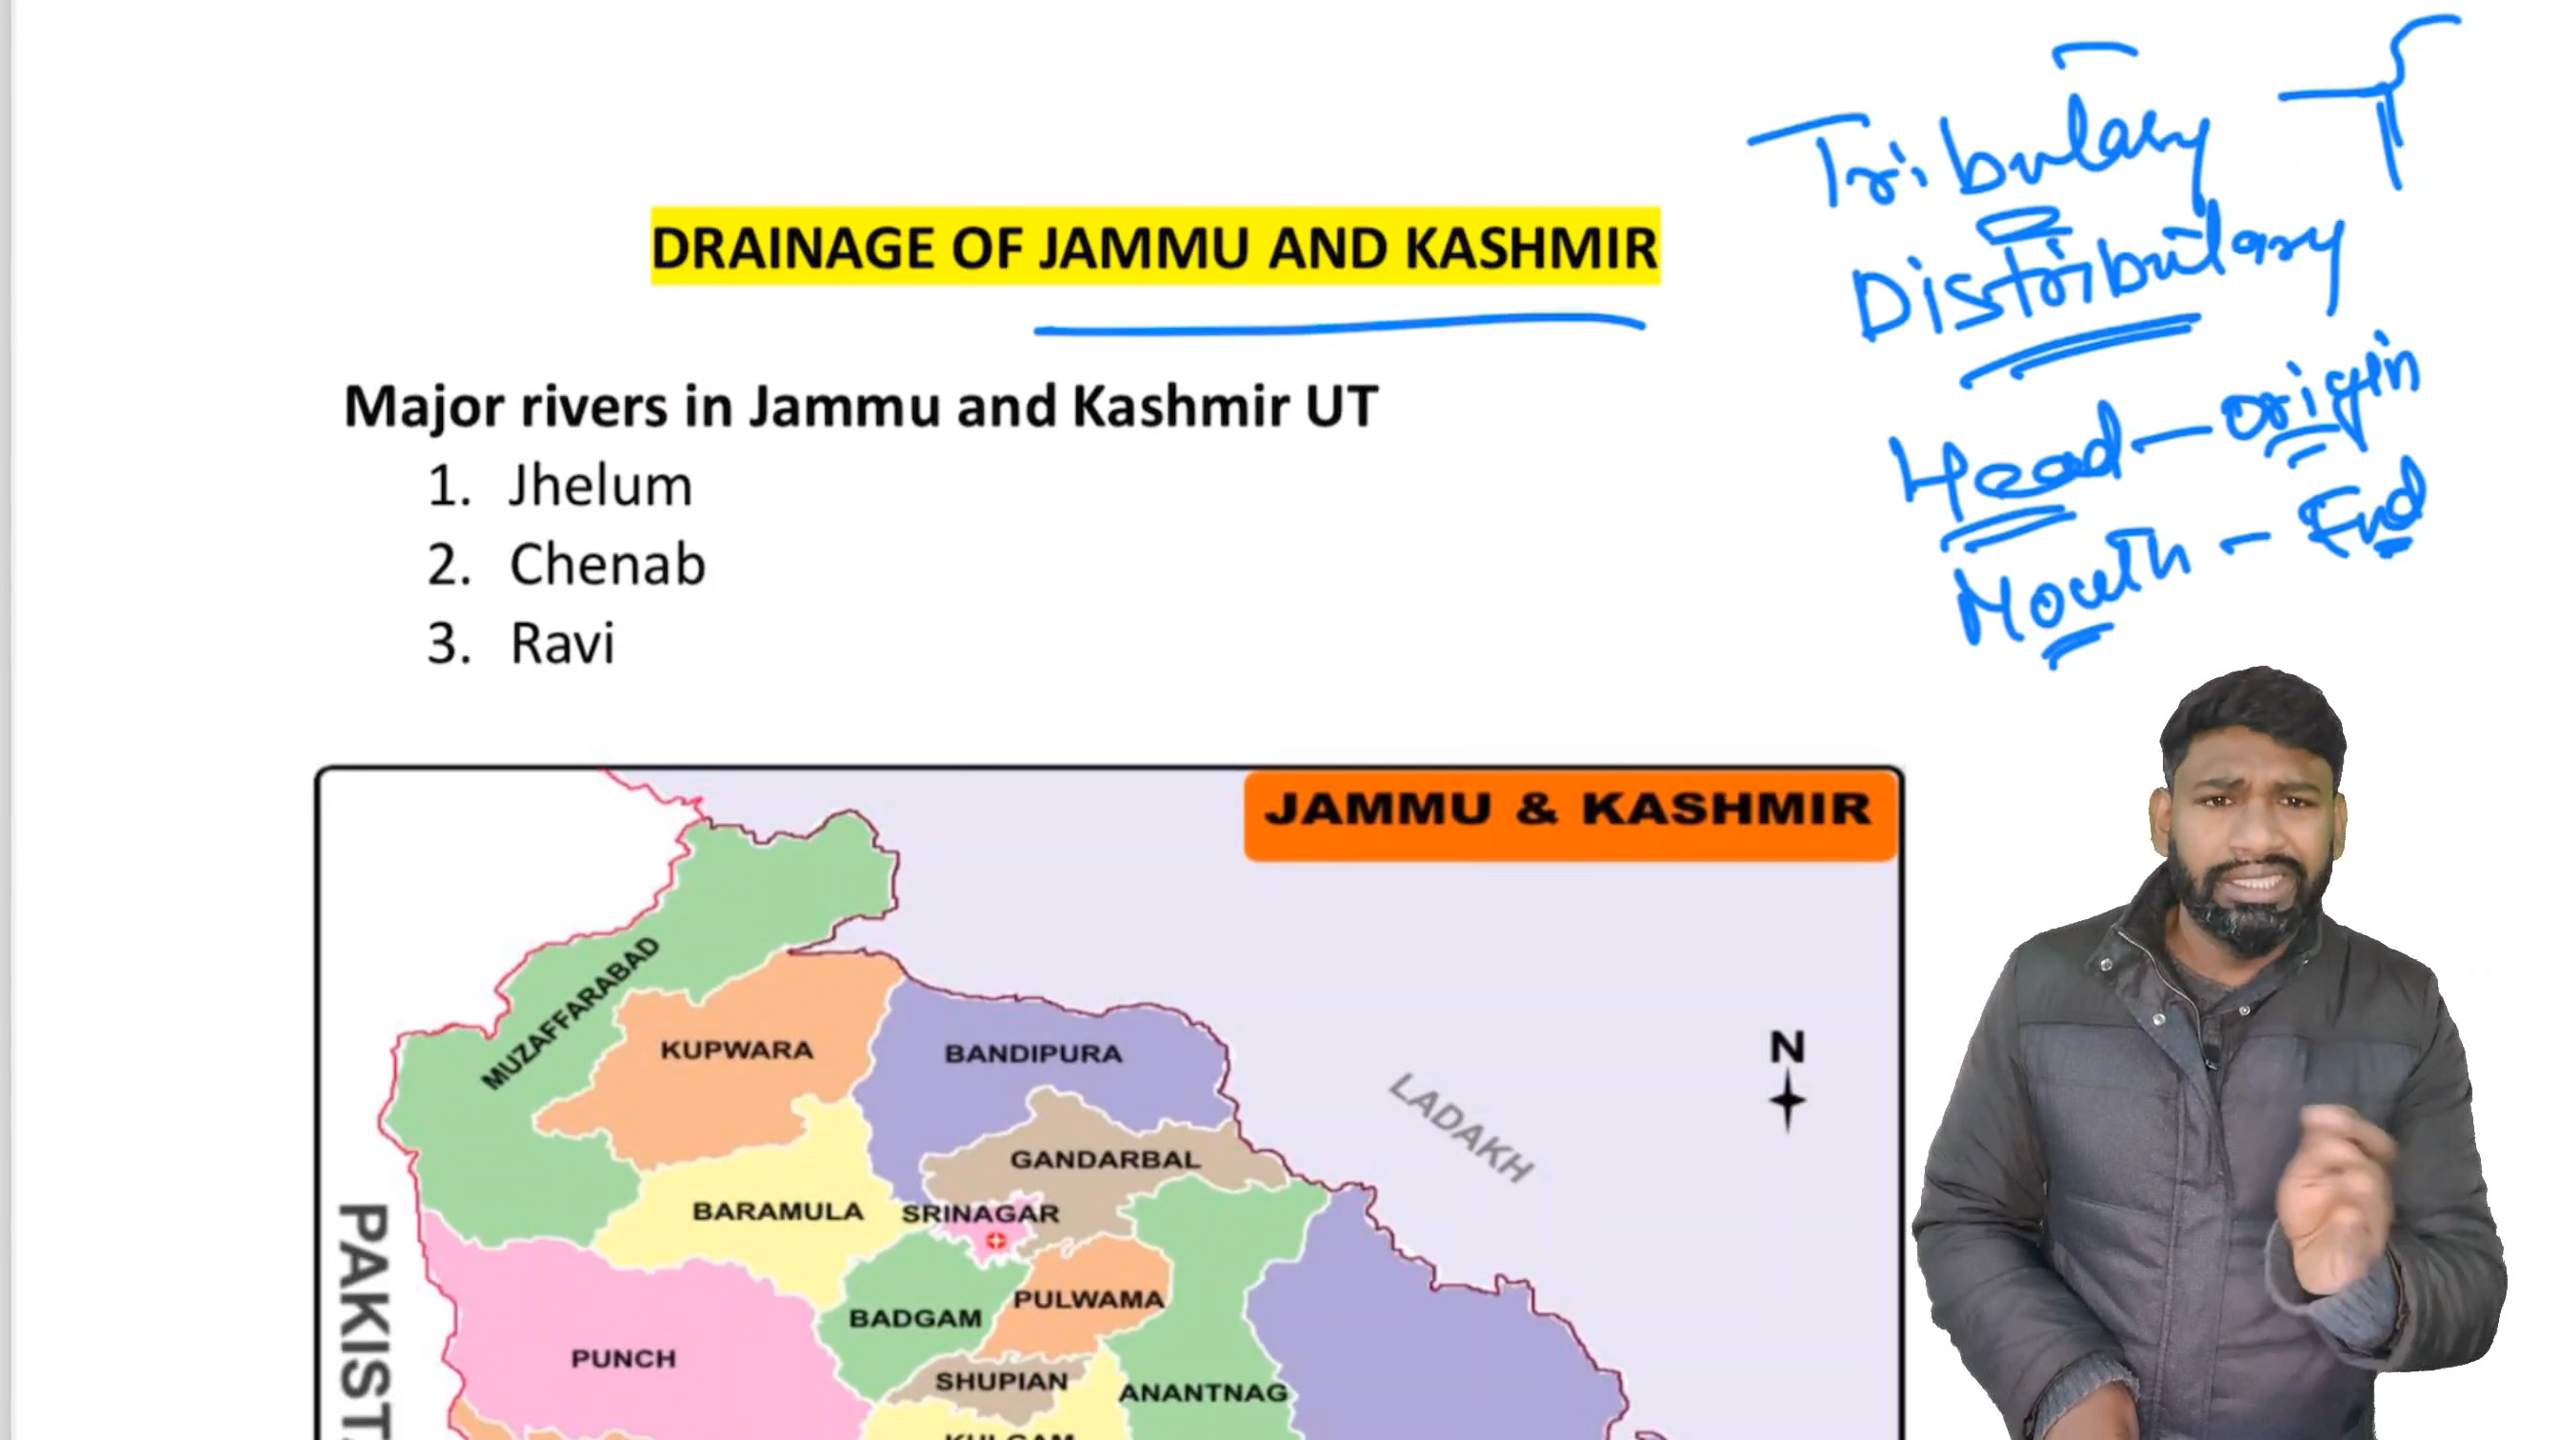 Tributary
DRAINAGE OF JAMMU AND KASHMIR
Distributary
Major rivers in Jammu and Kashmir UT
Head - origin
1. Jhelum
Mouth - End
2. Chenab
3. Ravi
JAMMU & KASHMIR
MUZAFFARABAD
KUPWARA
BANDIPURA
N
LADAKH
GANDARBAL
BARAMULA
SRINAGAR
PAKIST
PULWAMA
BADGAM
PUNCH
SHUPIAN
ANANTNAG
KULGAM